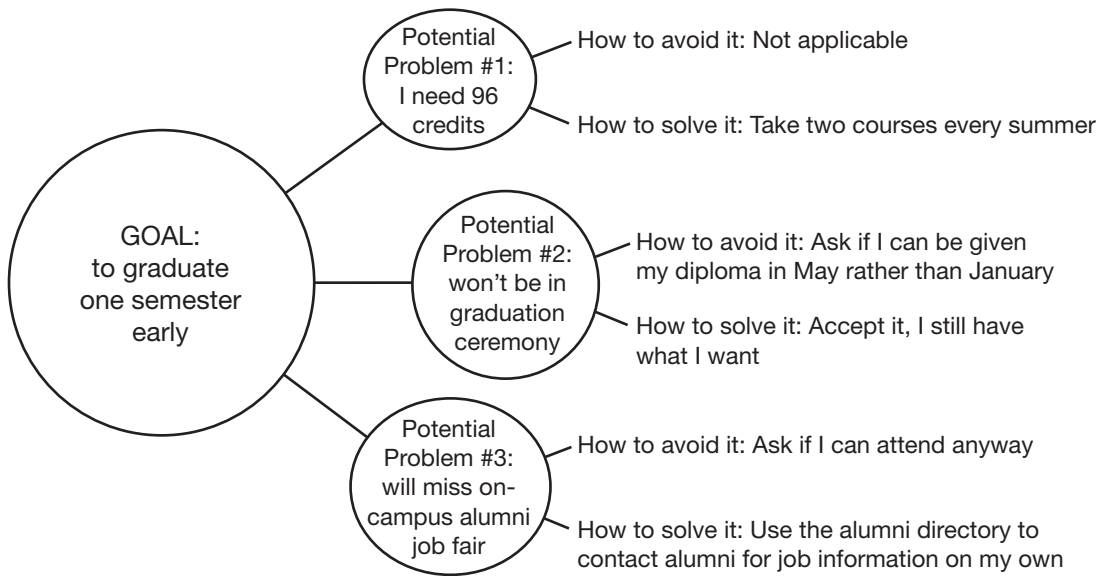 GOAL:
to graduate
one semester
early
Potential
Problem #1:
I need 96
credits
How to avoid it: Not applicable
How to solve it: Take two courses every summer
Potential
Problem #2:
won’t be in
graduation
ceremony
How to avoid it: Ask if I can be given
my diploma in May rather than January
How to solve it: Accept it, I still have
what I want
Potential
Problem #3:
will miss on-
campus alumni
job fair
How to avoid it: Ask if I can attend anyway
How to solve it: Use the alumni directory to
contact alumni for job information on my own